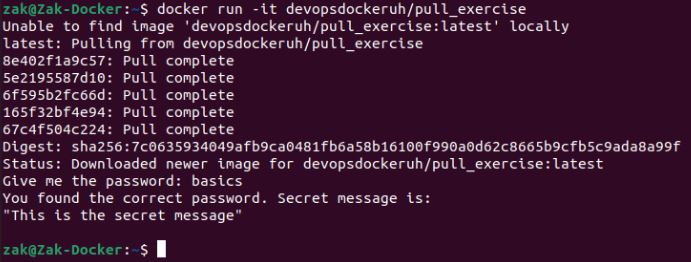 zak@Zak-Docker:~$ docker run -it devopsdockeruh/pull_exercise
Unable to find image 'devopsdockeruh/pull_exercise:latest' locally
latest: Pulling from devopsdockeruh/pull_exercise
8e402f1a9c57: Pull complete
5e2195587d10: Pull complete
6f595b2fc66d: Pull complete
165f32bf4e94: Pull complete
67c4f504c224: Pull complete
Digest: sha256:7c0635934049afb9ca0481fb6a58b16100f990a0d62c8665b9cfb5c9ada8a99f
Status: Downloaded newer image for devopsdockeruh/pull_exercise:latest
Give me the password: basics
You found the correct password. Secret message is:
"This is the secret message"
zak@Zak-Docker:~$